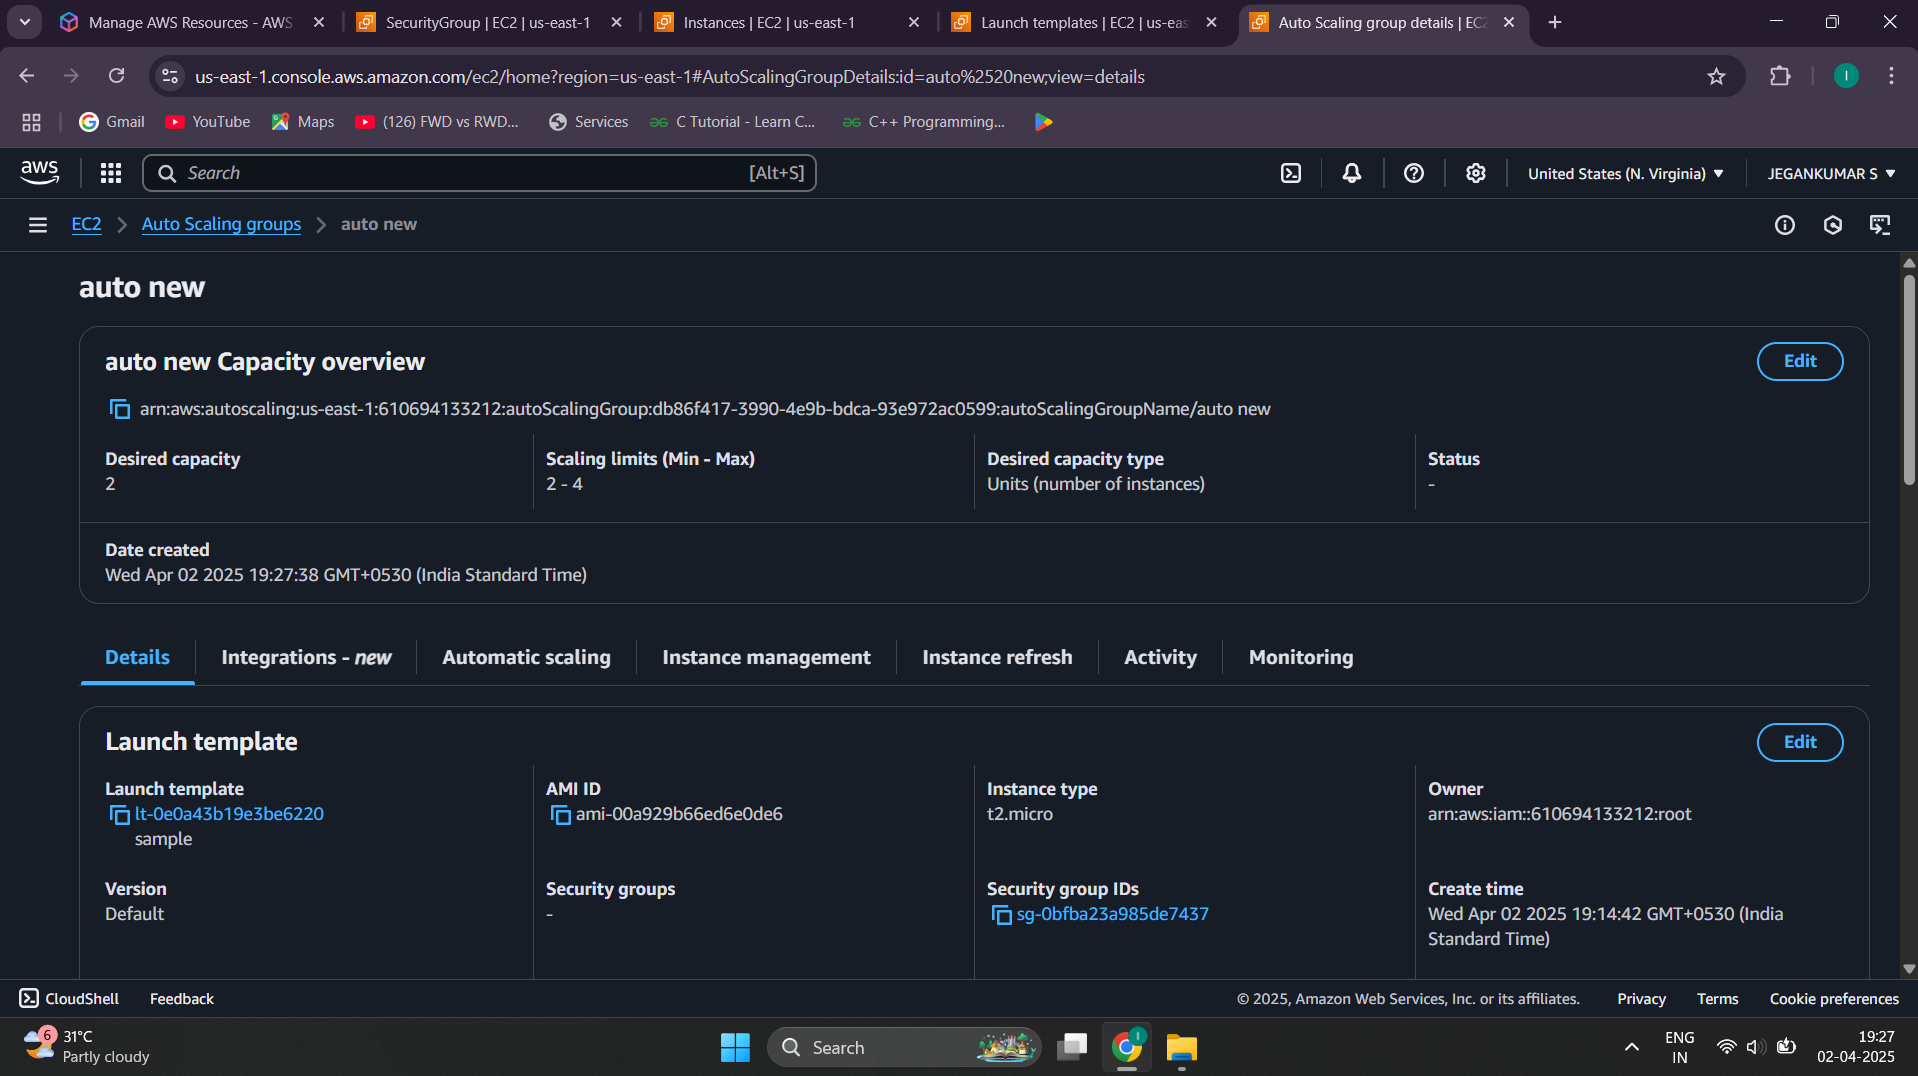 Manage AWS Resources - AWS
SecurityGroup | EC2 | us-east-1
Instances | EC2 | us-east-1
Launch templates | EC2 | us-eas
Auto Scaling group details | EC2
us-east-1.console.aws.amazon.com/ec2/home?region=us-east-1#AutoScalingGroupDetails:id=auto%2520new;view=details
I
Gmail
YouTube
Maps
(126) FWD vs RWD...
Services
C Tutorial - Learn C...
C++ Programming...
aws
Search
[Alt+S]
United States (N. Virginia)
JEGANKUMAR S
EC2
Auto Scaling groups
auto new
auto new
auto new Capacity overview
Edit
arn:aws:autoscaling:us-east-1:610694133212:autoScalingGroup:db86f417-3990-4e9b-bdca-93e972ac0599:autoScalingGroupName/auto new
Desired capacity
2
Scaling limits (Min - Max)
2 - 4
Desired capacity type
Units (number of instances)
Status
-
Date created
Wed Apr 02 2025 19:27:38 GMT+0530 (India Standard Time)
Details
Integrations - new
Automatic scaling
Instance management
Instance refresh
Activity
Monitoring
Launch template
Edit
Launch template
lt-0e0a43b19e3be6220
sample
AMI ID
ami-00a929b66ed6e0de6
Instance type
t2.micro
Owner
arn:aws:iam::610694133212:root
Version
Default
Security groups
-
Security group IDs
sg-0bfba23a985de7437
Create time
Wed Apr 02 2025 19:14:42 GMT+0530 (India
Standard Time)
CloudShell
Feedback
© 2025, Amazon Web Services, Inc. or its affiliates.
Privacy
Terms
Cookie preferences
6
31°C
Partly cloudy
Search
I
ENG
IN
19:27
02-04-2025